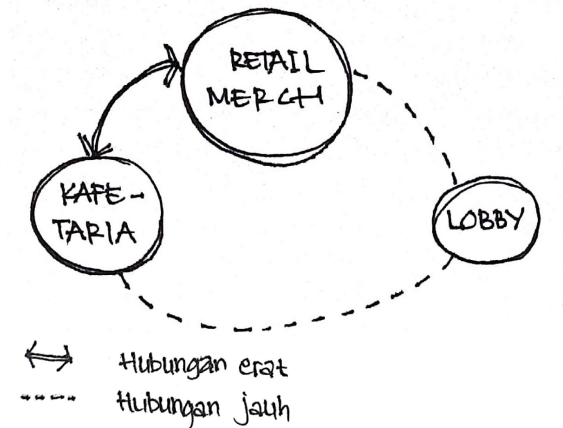 RETAIL
MERCH
KAFE-
TARIA
LOBBY
Hubungan erat
Hubungan jauh